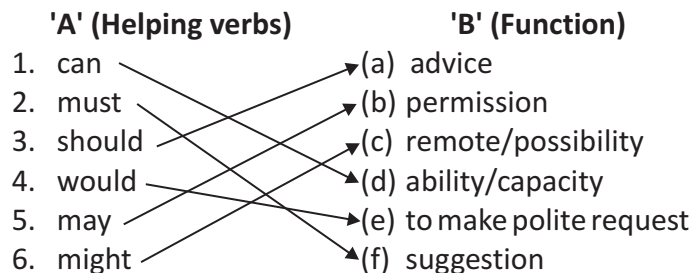 'A' (Helping verbs) 'B' (Function)
1. can (a) advice
2. must (b) permission
3. should (c) remote/possibility
4. would (d) ability/capacity
5. may (e) to make polite request
6. might (f) suggestion